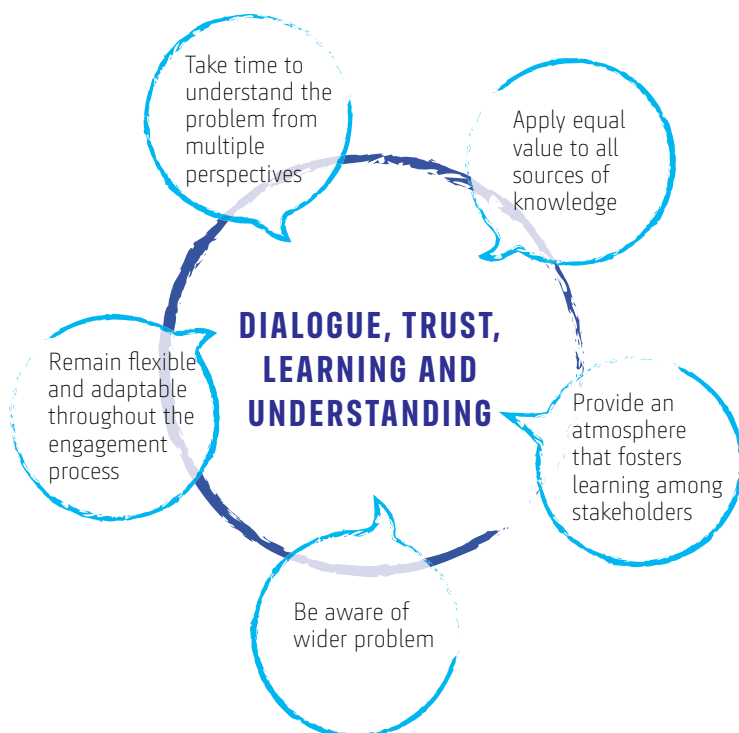 Take time to
understand the
problem from
multiple
perspectives
Apply equal
value to all
sources of
knowledge
DIALOGUE, TRUST,
LEARNING AND
UNDERSTANDING
Remain flexible
and adaptable
throughout the
engagement
process
Provide an
atmosphere
that fosters
learning among
stakeholders
Be aware of
wider problem